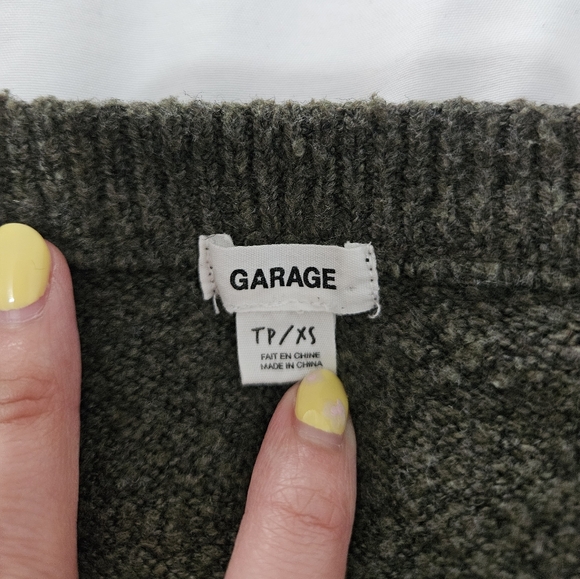 GARAGE
TP/XS
FAIT EN CHINE
MADE IN CHINA